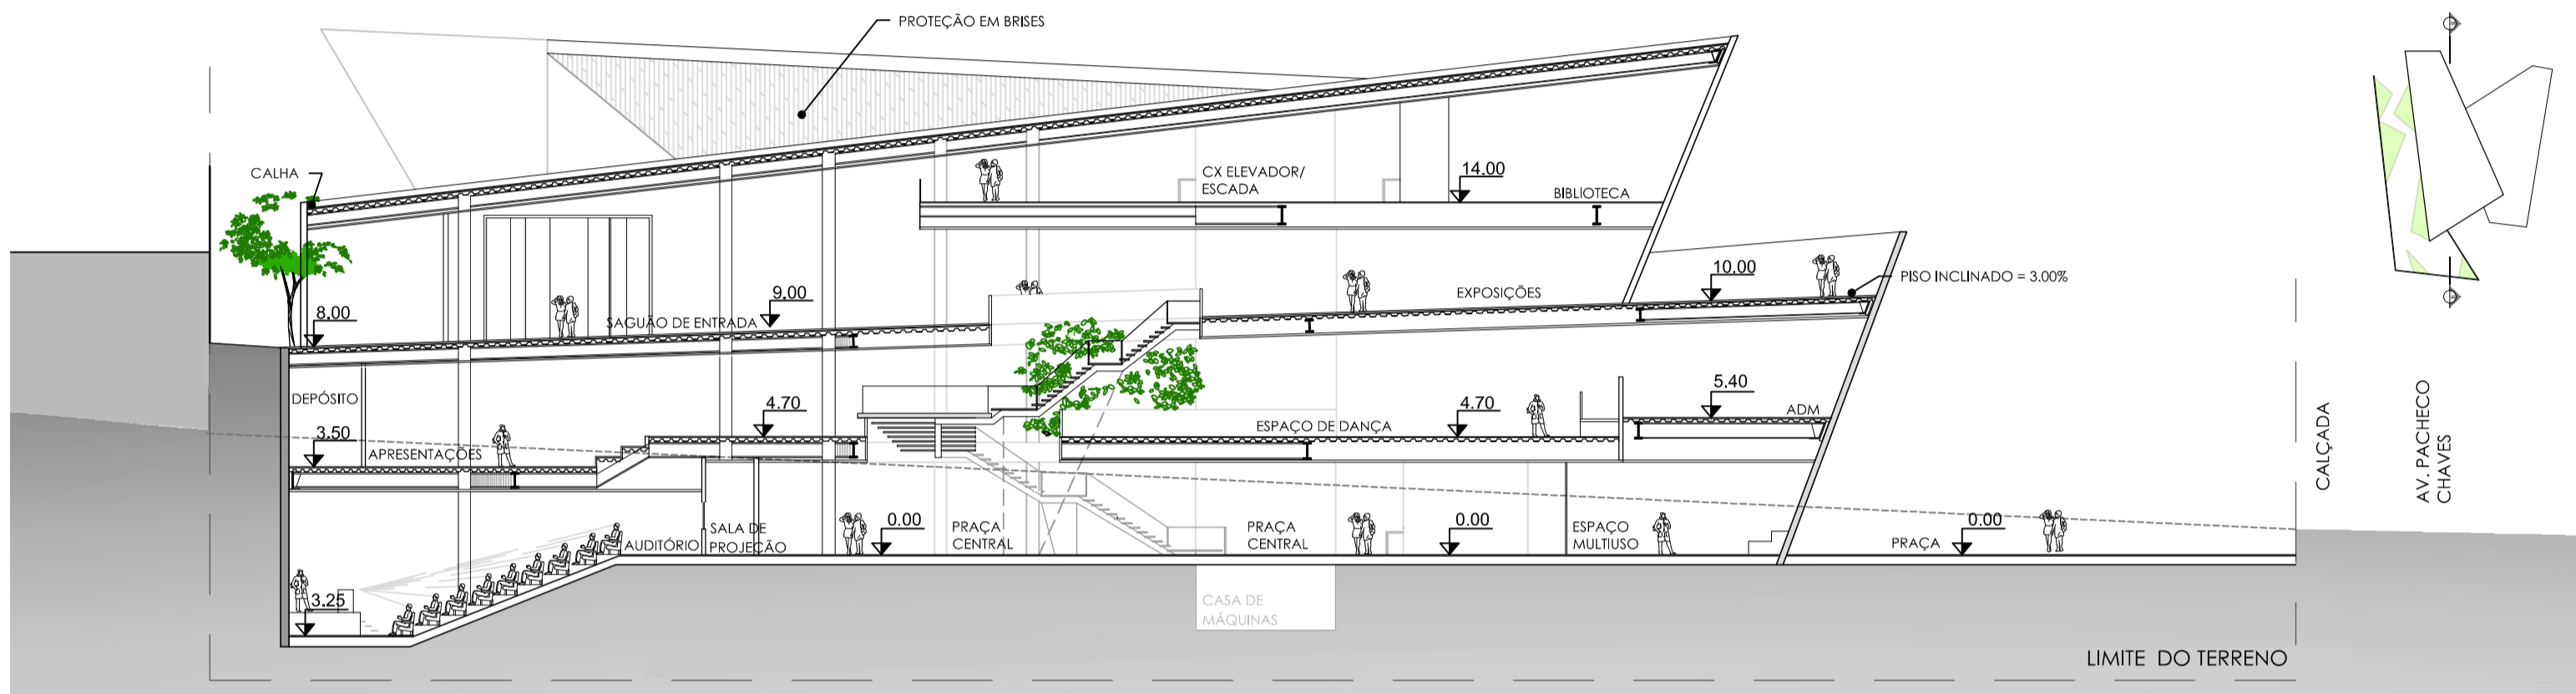 PROTEÇÃO EM BRISES
CALHA
CX ELEVADOR/
ESCADA
14.00
BIBLIOTECA
10.00
PISO INCLINADO = 3.00%
EXPOSIÇÕES
9.00
8.00
SAGUÃO DE ENTRADA
DEPÓSITO
3.50
APRESENTAÇÕES
4.70
4.70
ESPAÇO DE DANÇA
5.40
ADM
CALÇADA
AV. PACHECO
CHAVES
AUDITÓRIO
SALA DE
PROJEÇÃO
0.00
PRAÇA
CENTRAL
PRAÇA
CENTRAL
0.00
ESPAÇO
MULTIUSO
PRAÇA
0.00
3.25
CASA DE
MÁQUINAS
LIMITE DO TERRENO